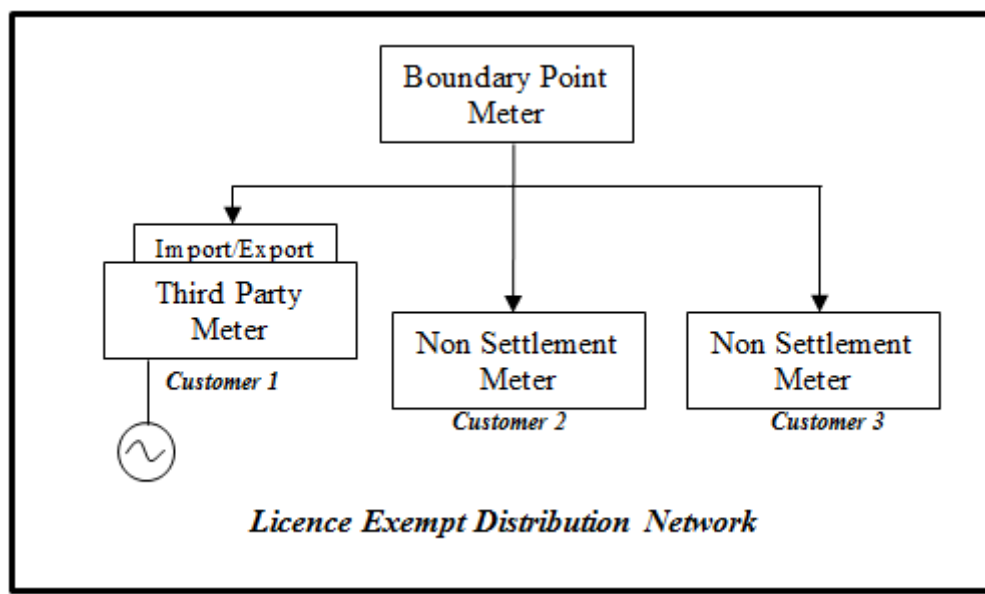 Boundary Point
Meter
Import/Export
Third Party
Meter
Customer 1
Non Settlement
Meter
Customer 2
Non Settlement
Meter
Customer 3
Licence Exempt Distribution Network